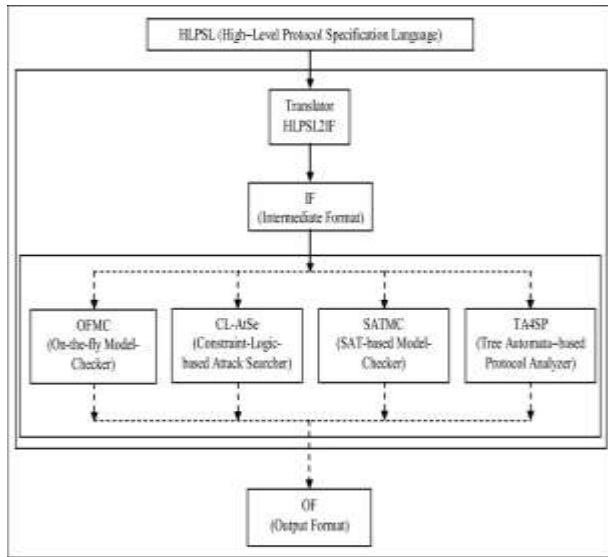 HLPSL (High-Level Protocol Specification Language)
Translator
HLPSL2IF
IF
(Intermediate Format)
OFMC
(On-the-fly Model-
Checker)
CL-AtSe
(Constraint-Logic-
based Attack Searcher)
SATMC
(SAT-based Model-
Checker)
TA4SP
(Tree Automata-based
Protocol Analyzer)
OF
(Output Format)